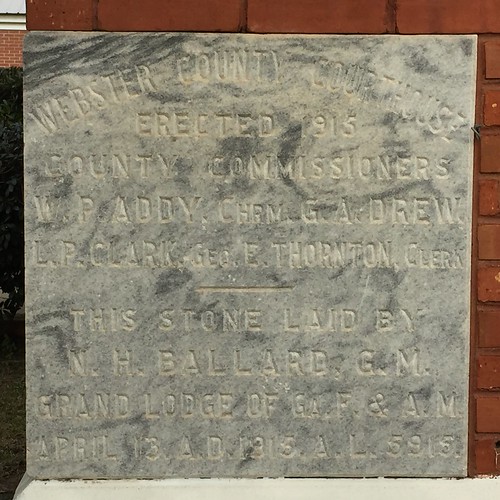 WEBSTER COUNTY COURTHOUSE
ERECTED 1915
COUNTY COMMISSIONERS
W. P. ADDY, CHRM. G. A. DREW.
L. P. CLARK, GEO. E. THORNTON, CLERK
THIS STONE LAID BY
N. H. BALLARD, G. M.
GRAND LODGE OF GA. F. & A. M.
APRIL 13, A.D. 1915. A. L. 5915.